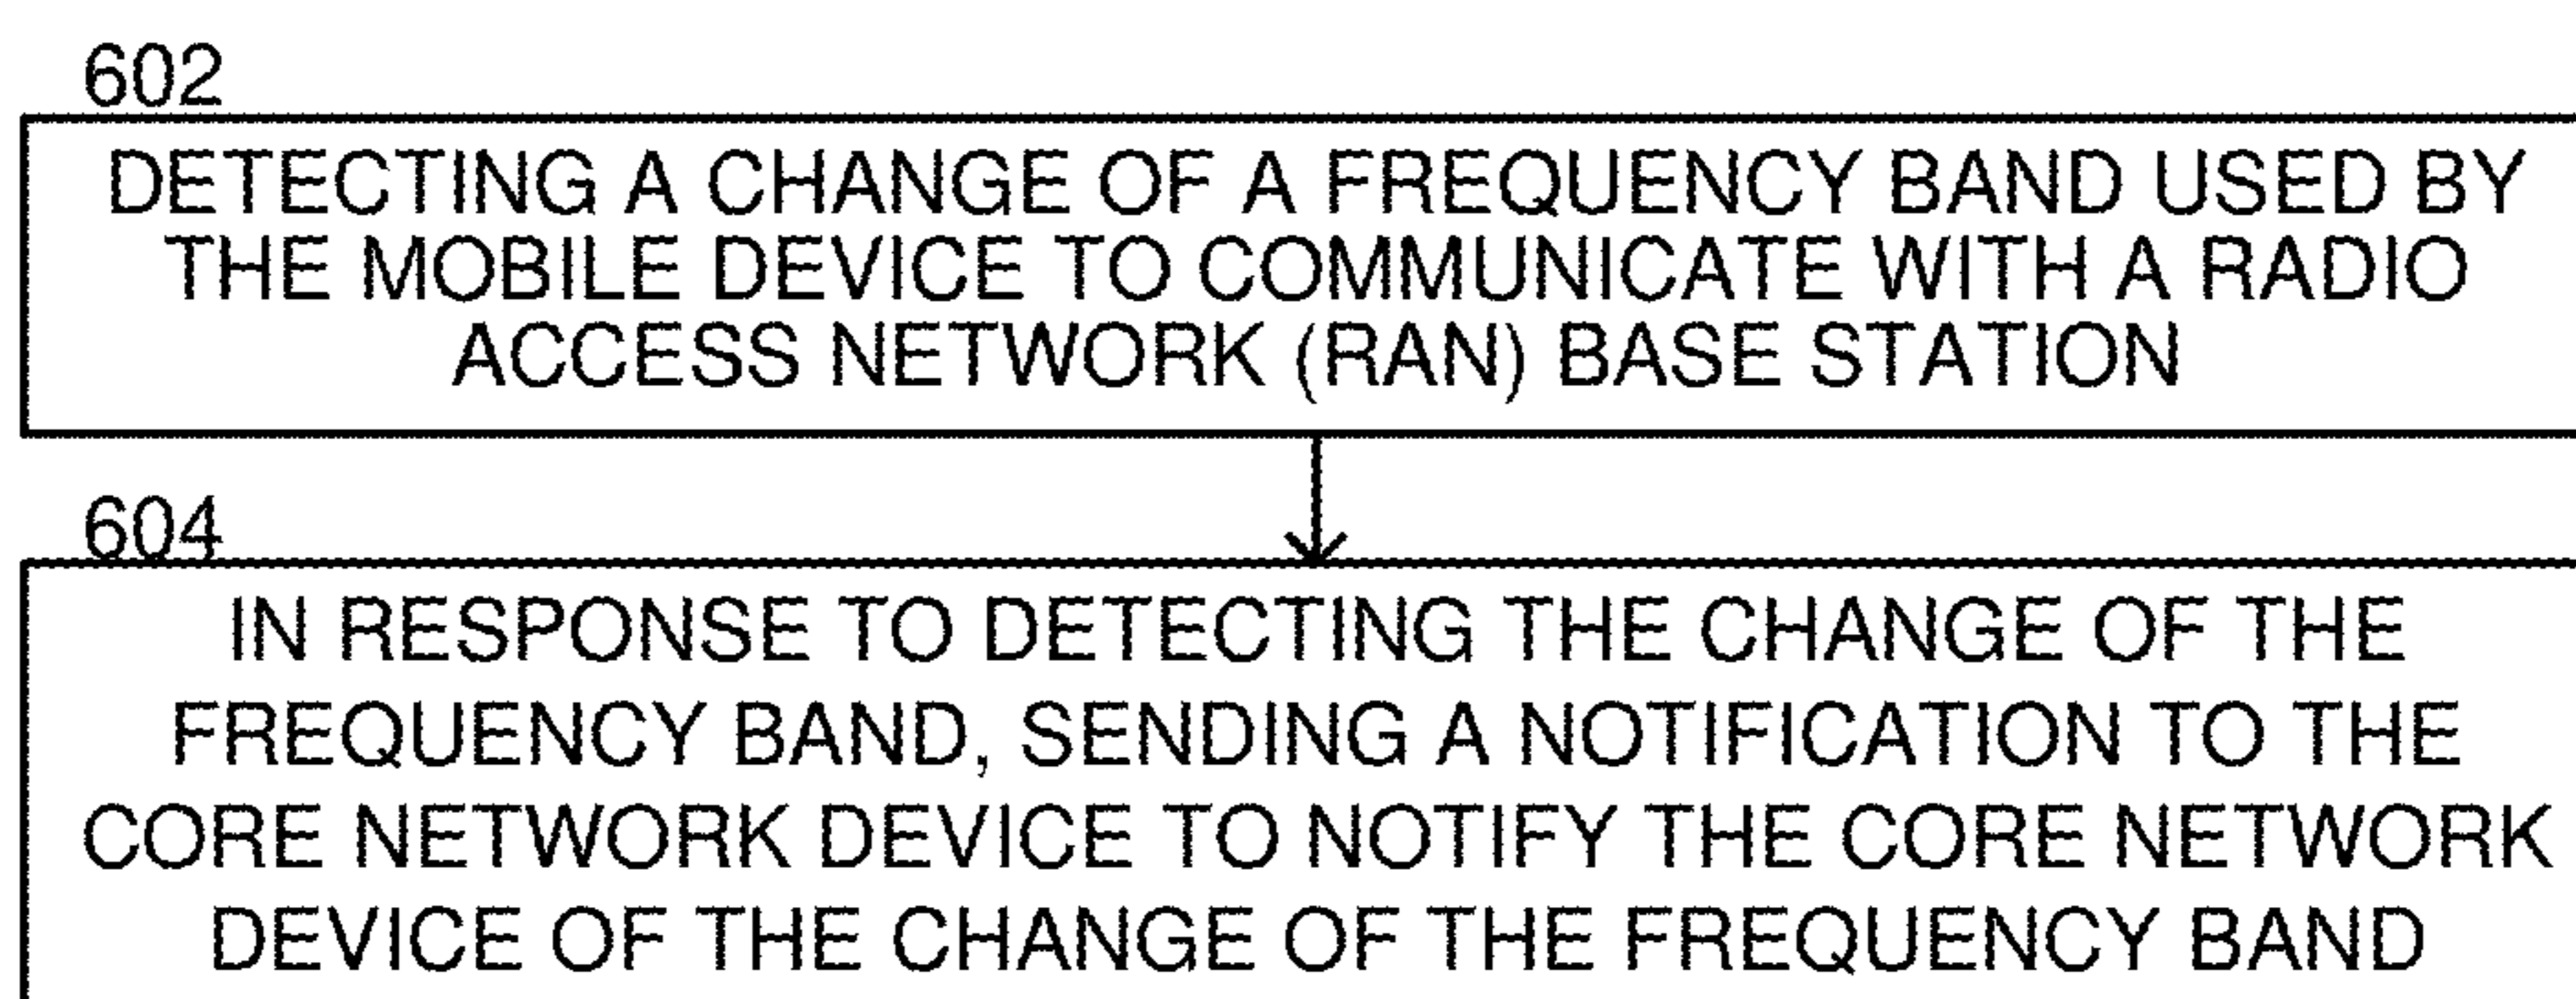 602
DETECTING A CHANGE OF A FREQUENCY BAND USED BY
THE MOBILE DEVICE TO COMMUNICATE WITH A RADIO
ACCESS NETWORK (RAN) BASE STATION
604
IN RESPONSE TO DETECTING THE CHANGE OF THE
FREQUENCY BAND, SENDING A NOTIFICATION TO THE
CORE NETWORK DEVICE TO NOTIFY THE CORE NETWORK
DEVICE OF THE CHANGE OF THE FREQUENCY BAND